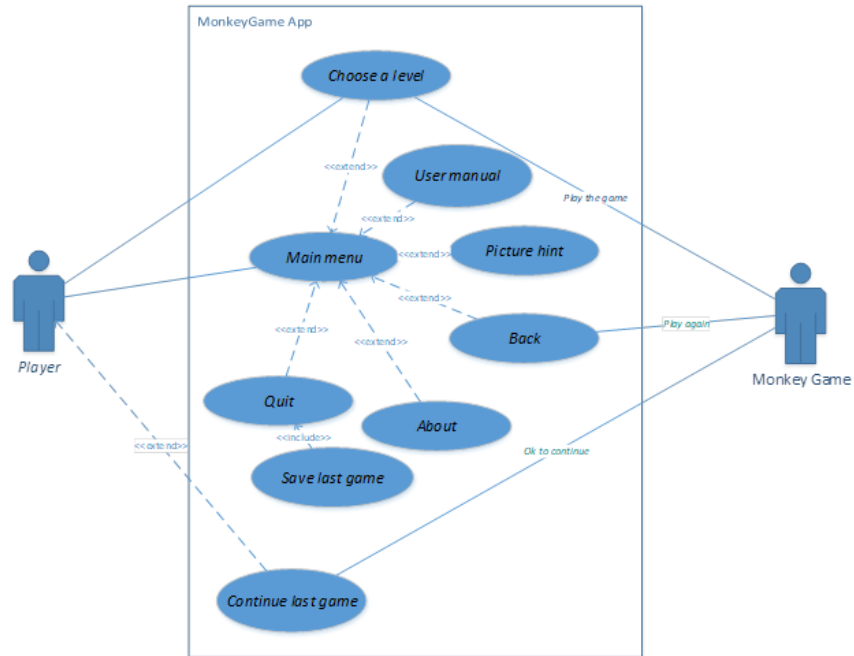 MonkeyGame App
Choose a level
<<extend>>
User manual
Play the game
<<extend>>
Main menu
<<extend>>
Picture hint
<<extend>>
Play again
Back
<<extend>>
<<extend>>
Player
Monkey Game
Quit
About
<<include>>
<<extend>>
Ok to continue
Save last game
Continue last game